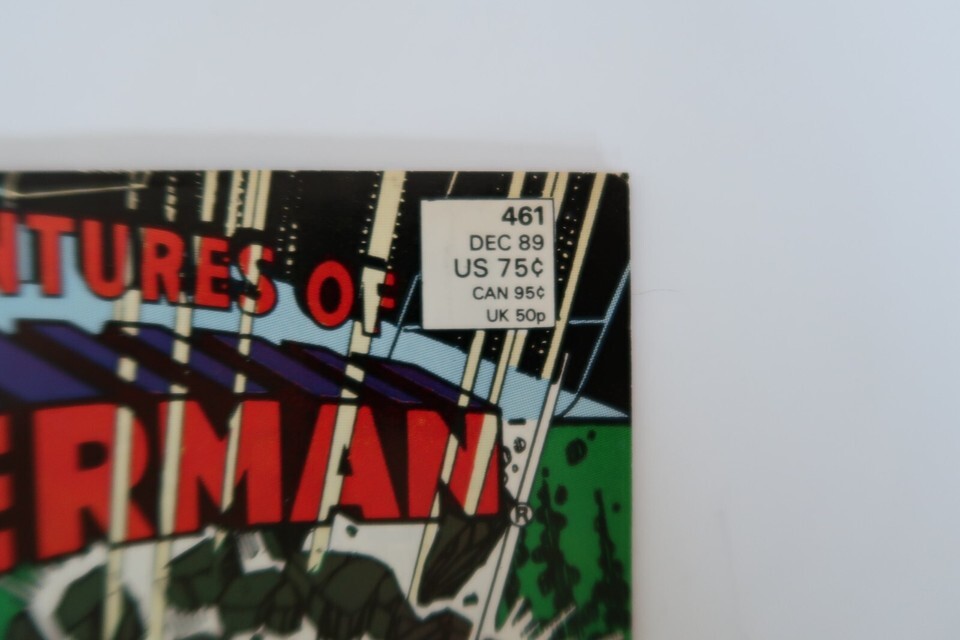 NTURES OF
ERMAN®
461
DEC 89
US 75¢
CAN 95¢
UK 50p